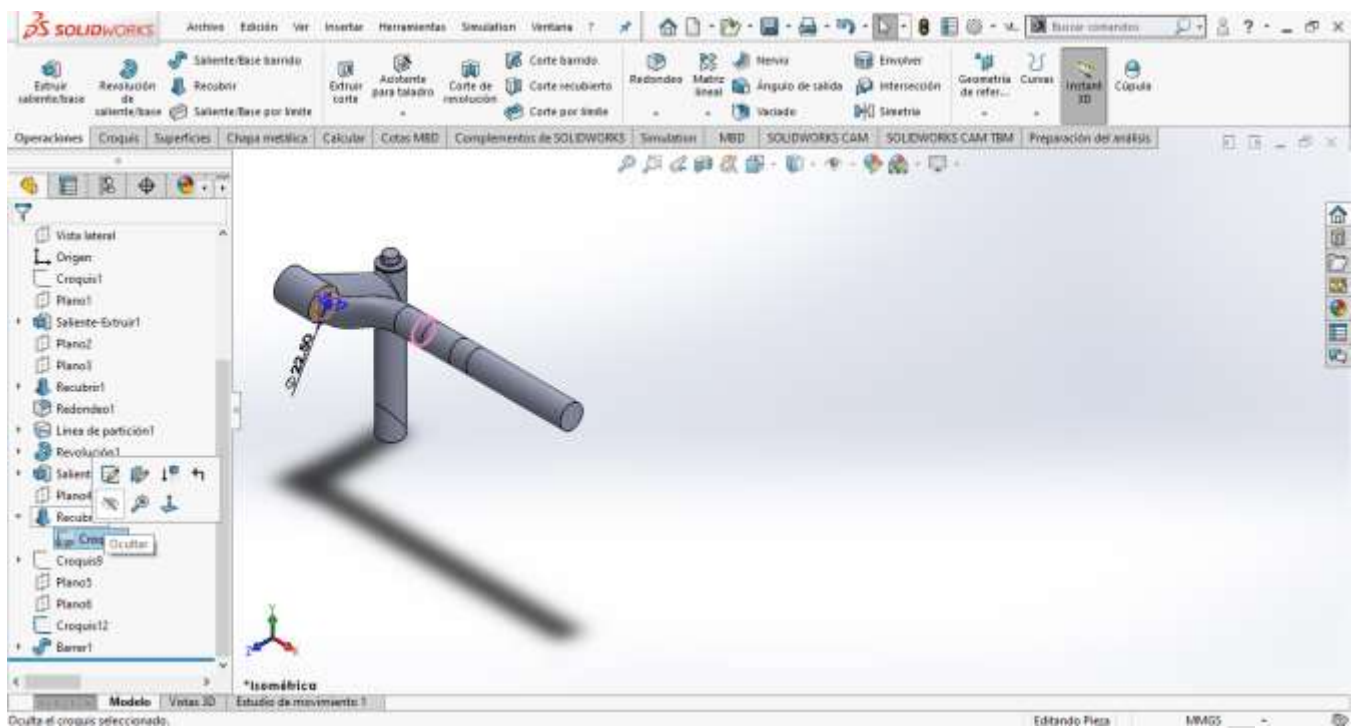 SOLIDWORKS Archivo Edición Ver Insertar Herramientas Simulation Ventana ? Buscar comandos ?
Extruir saliente/base
Revolución de saliente/base
Saliente/Base barrido
Recubrir
Saliente/Base por límite
Extruir corte
Asistente para taladro
Corte de revolución
Corte barrido
Corte recubierto
Corte por límite
Redondeo
Matriz lineal
Nervio
Ángulo de salida
Vaciado
Envolver
Intersección
Simetría
Geometría de refer...
Curvas
Instant 3D
Cúpula
Operaciones Croquis Superficies Chapa metálica Calcular Cotas MBD Complementos de SOLIDWORKS Simulation MBD SOLIDWORKS CAM SOLIDWORKS CAM TBM Preparación del análisis
Vista lateral
Origen
Croquis1
Plano1
Saliente-Extruir1
Plano2
Plano3
Recubrir1
Redondeo1
Línea de partición1
Revolución1
Salient
Plano4
Recubr
Croq
Ocultar
Croquis9
Plano5
Plano6
Croquis12
Barrer1
∅22.50
Y
*Isométrica
Modelo Vistas 3D Estudio de movimiento 1
Oculta el croquis seleccionado. Editando Pieza MMGS